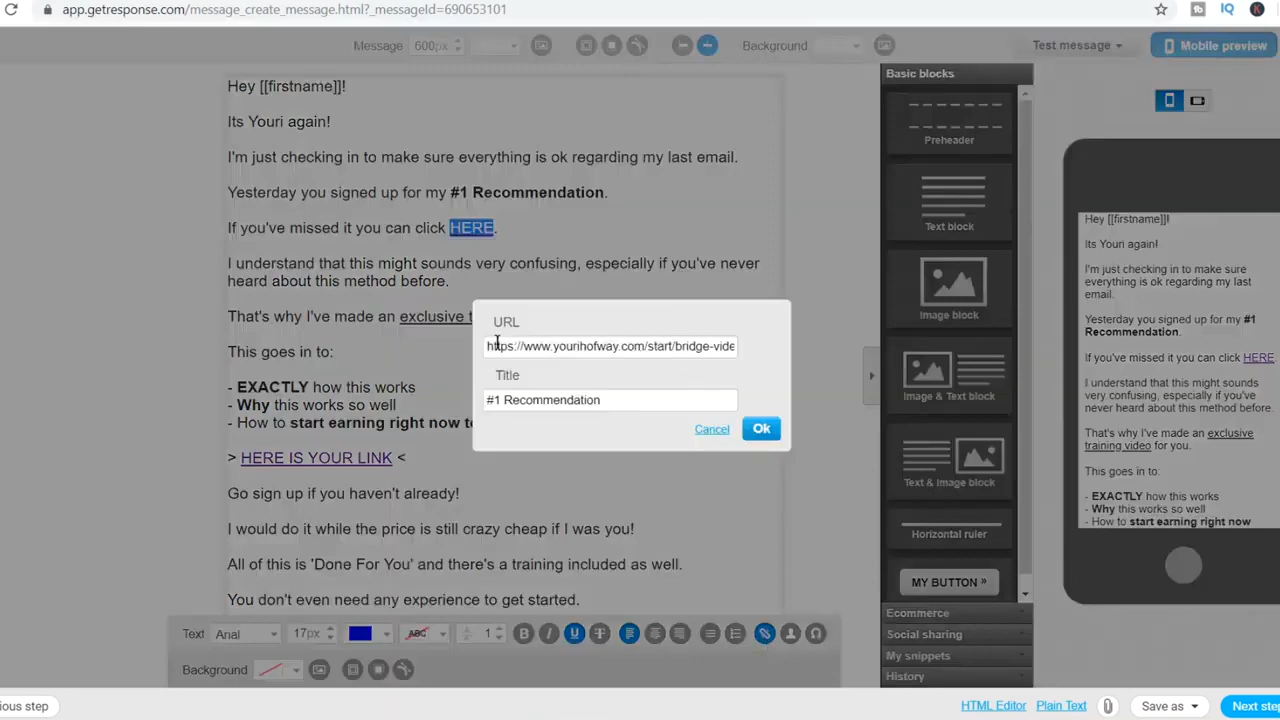 app.getresponse.com/message_create_message.html?_messageId=690653101
Message 600px Background Test message Mobile preview
Hey [[firstname]]!
Its Youri again!
I'm just checking in to make sure everything is ok regarding my last email.
Yesterday you signed up for my #1 Recommendation.
If you've missed it you can click HERE.
I understand that this might sounds very confusing, especially if you've never
heard about this method before.
That's why I've made an exclusive t
This goes in to:
- EXACTLY how this works
- Why this works so well
- How to start earning right now to
> HERE IS YOUR LINK <
Go sign up if you haven't already!
I would do it while the price is still crazy cheap if I was you!
All of this is 'Done For You' and there's a training included as well.
You don't even need any experience to get started.
URL
https://www.yourihofway.com/start/bridge-vide
Title
#1 Recommendation
Cancel Ok
Basic blocks
Preheader
Text block
Image block
Image & Text block
Text & Image block
Horizontal ruler
MY BUTTON »
Ecommerce
Social sharing
My snippets
History
Hey [[firstname]]!
Its Youri again!
I'm just checking in to make sure
everything is ok regarding my last
email.
Yesterday you signed up for my #1
Recommendation.
If you've missed it you can click HERE.
I understand that this might sounds
very confusing, especially if you've
never heard about this method before.
That's why I've made an exclusive
training video for you.
This goes in to:
- EXACTLY how this works
- Why this works so well
- How to start earning right now
Text Arial 17px ABC 1 B I U T
Background
ious step HTML Editor Plain Text Save as Next step